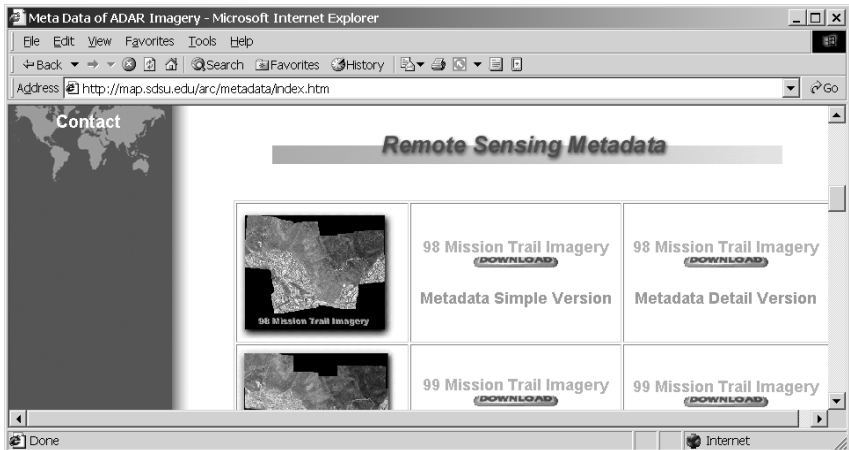 Meta Data of ADAR Imagery - Microsoft Internet Explorer
File Edit View Favorites Tools Help
Back Search Favorites History
Address http://map.sdsu.edu/arc/metadata/index.htm Go
Contact
Remote Sensing Metadata
98 Mission Trail Imagery
98 Mission Trail Imagery
DOWNLOAD
Metadata Simple Version
98 Mission Trail Imagery
DOWNLOAD
Metadata Detail Version
99 Mission Trail Imagery
DOWNLOAD
99 Mission Trail Imagery
DOWNLOAD
Done Internet